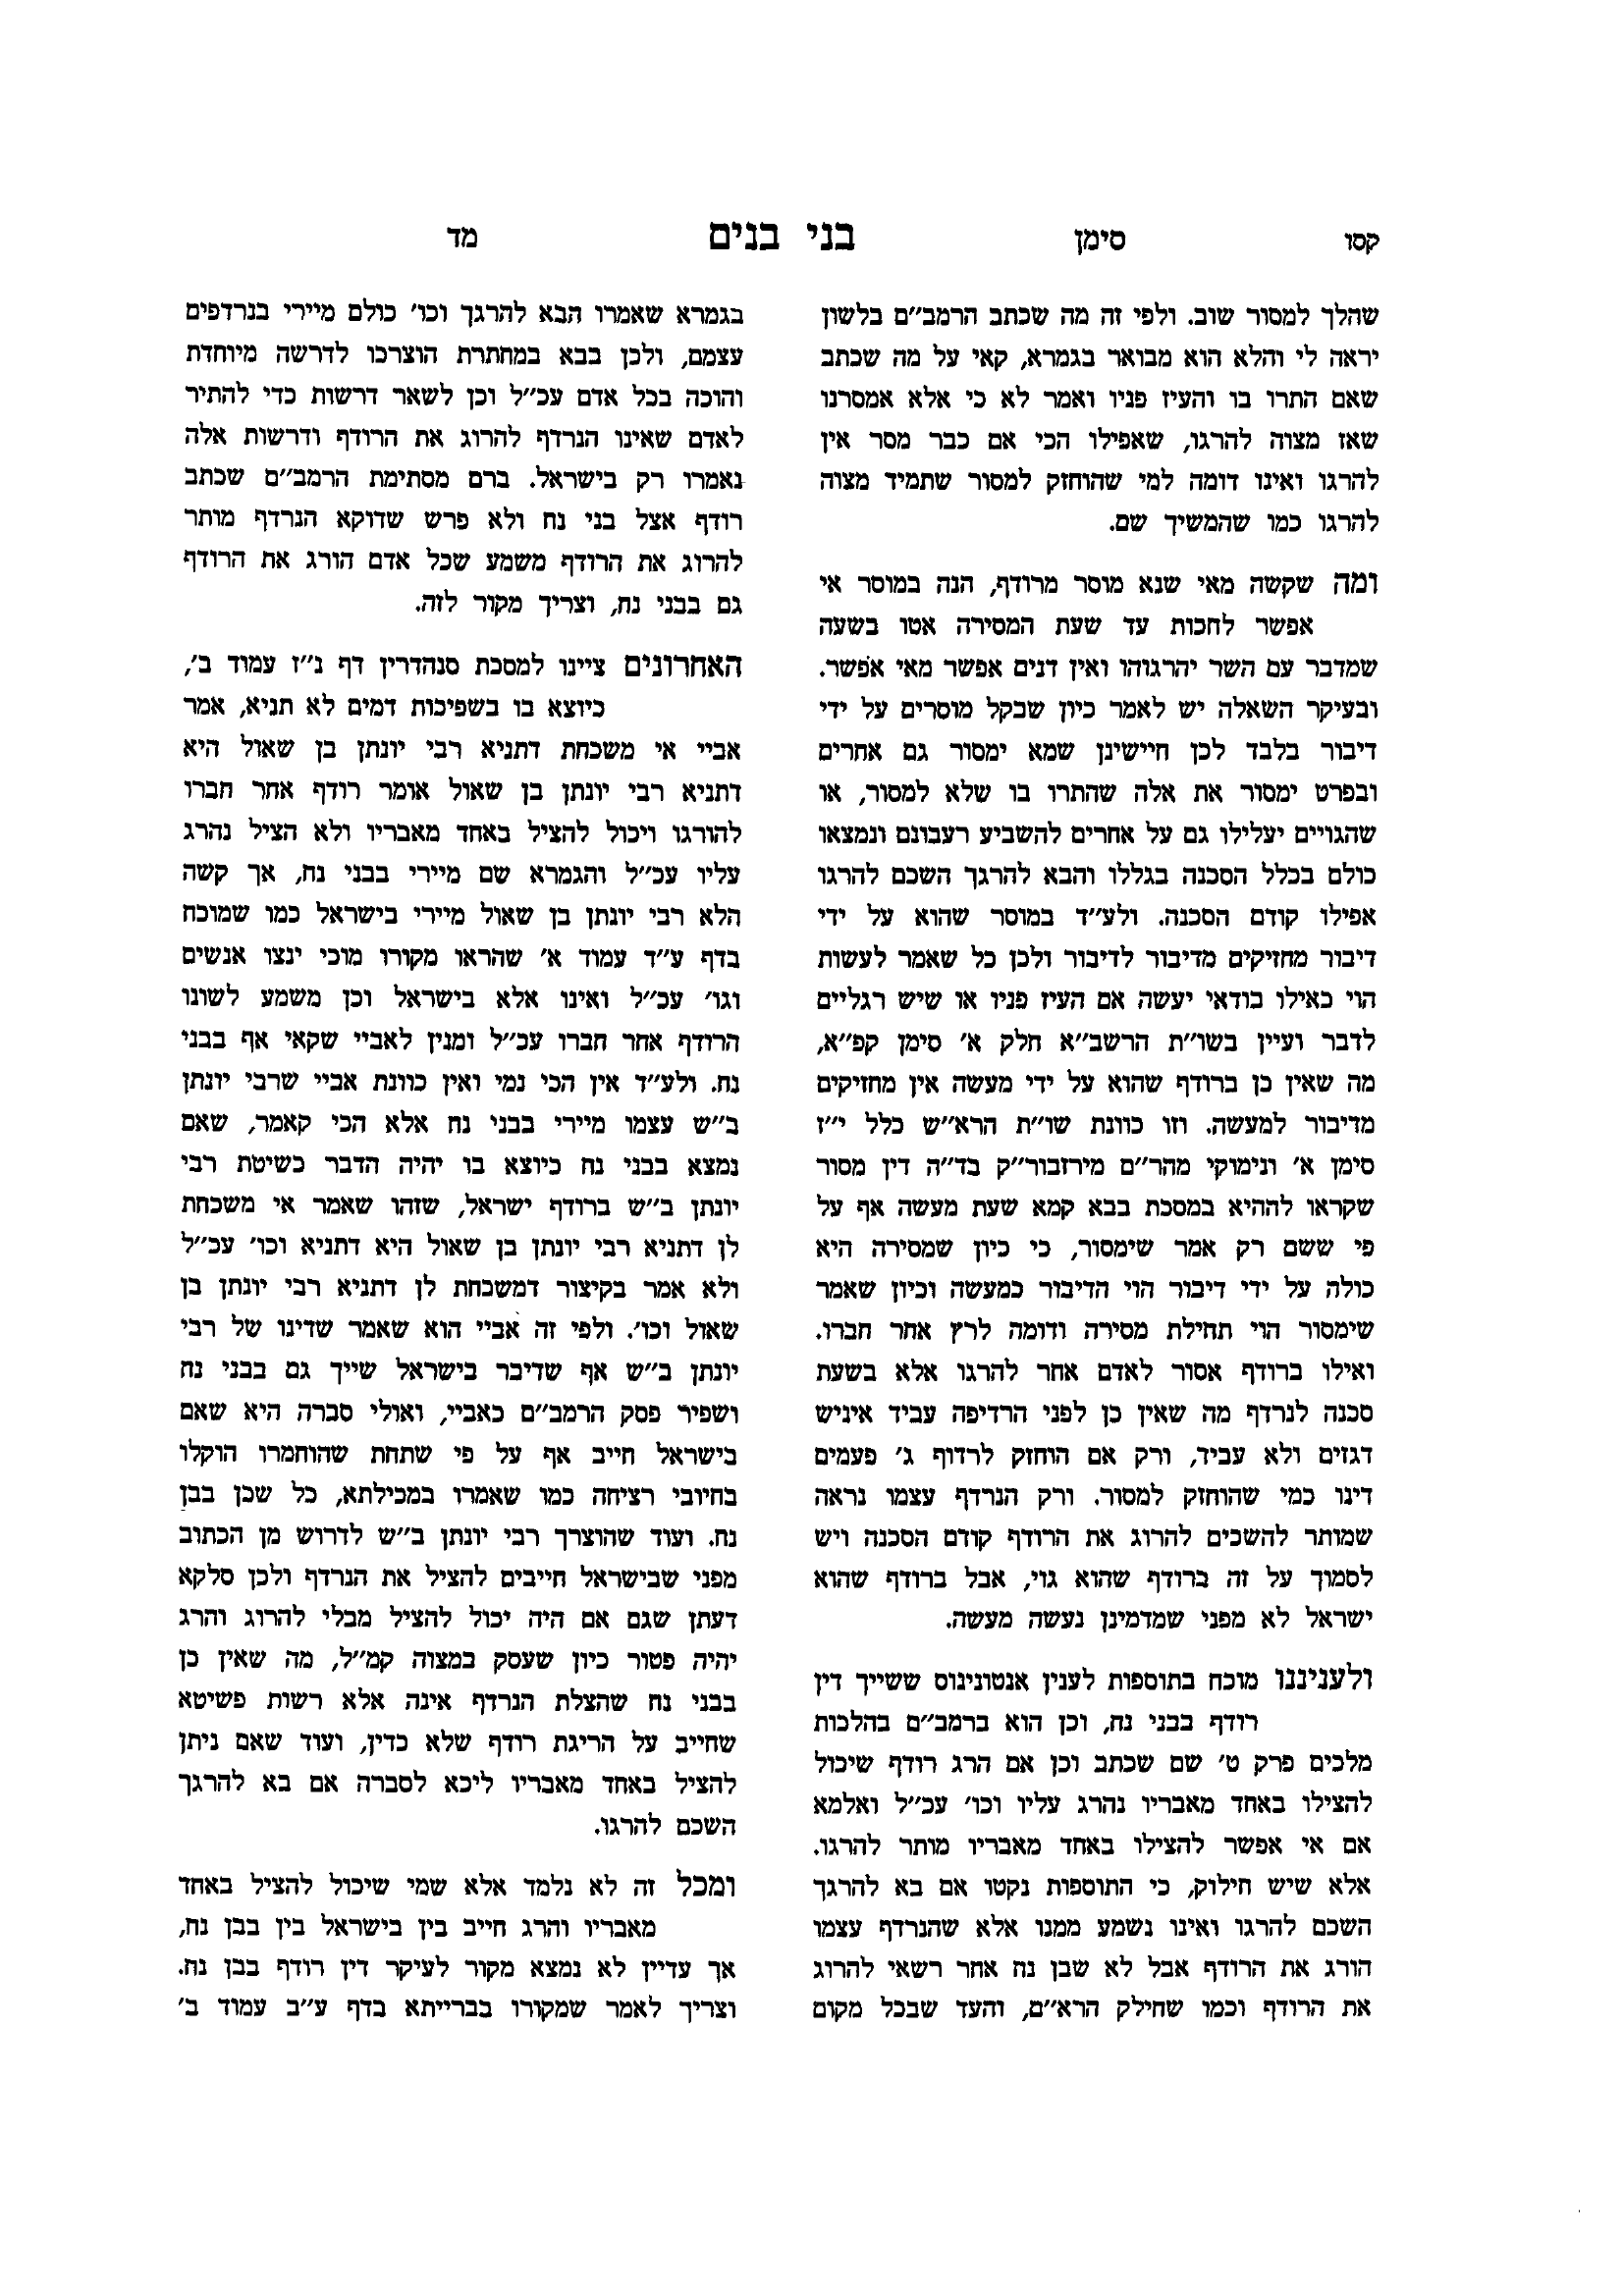 קסו סימן בני בנים מד
שהלך למסור שוב. ולפי זה מה שכתב הרמב״ם בלשון
יראה לי והלא הוא מבואר בגמרא, קאי על מה שכתב
שאם התרו בו והעיז פניו ואמר לא כי אלא אמסרנו
שאז מצוה להרגו, שאפילו הכי אם כבר מסר אין
להרגו ואינו דומה למי שהוחזק למסור שתמיד מצוה
להרגו כמו שהמשיך שם.
ומה שקשה מאי שנא מוסר מרודף, הנה במוסר אי
אפשר לחכות עד שעת המסירה אטו בשעה
שמדבר עם השר יהרגוהו ואין דנים אפשר מאי אפשר.
ובעיקר השאלה יש לאמר כיון שבקל מוסרים על ידי
דיבור בלבד לכן חיישינן שמא ימסור גם אחרים
ובפרט ימסור את אלה שהתרו בו שלא למסור, או
שהגויים יעלילו גם על אחרים להשביע רעבונם ונמצאו
כולם בכלל הסכנה בגללו והבא להרגך השכם להרגו
אפילו קודם הסכנה. ולע״ד במוסר שהוא על ידי
דיבור מחזיקים מדיבור לדיבור ולכן כל שאמר לעשות
הוי כאילו בודאי יעשה אם העיז פניו או שיש רגליים
לדבר ועיין בשו״ת הרשב״א חלק א׳ סימן קפ״א,
מה שאין כן ברודף שהוא על ידי מעשה אין מחזיקים
מדיבור למעשה. וזו כוונת שו״ת הרא״ש כלל י״ז
סימן א׳ ונימוקי מהר״ם מירזבור״ק בד״ה דין מסור
שקראו לההיא במסכת בבא קמא שעת מעשה אף על
פי ששם רק אמר שימסור, כי כיון שמסירה היא
כולה על ידי דיבור הוי הדיבור כמעשה וכיון שאמר
שימסור הוי תחילת מסירה ודומה לרץ אחר חברו.
ואילו ברודף אסור לאדם אחר להרגו אלא בשעת
סכנה לנרדף מה שאין כן לפני הרדיפה עביד איניש
דגזים ולא עביד, ורק אם הוחזק לרדוף ג׳ פעמים
דינו כמי שהוחזק למסור. ורק הנרדף עצמו נראה
שמותר להשכים להרוג את הרודף קודם הסכנה ויש
לסמוך על זה ברודף שהוא גוי, אבל ברודף שהוא
ישראל לא מפני שמדמינן נעשה מעשה.
ולעניננו מוכח בתוספות לענין אנטונינוס ששייך דין
רודף בבני נח, וכן הוא ברמב״ם בהלכות
מלכים פרק ט׳ שם שכתב וכן אם הרג רודף שיכול
להצילו באחד מאבריו נהרג עליו וכו׳ עכ״ל ואלמא
אם אי אפשר להצילו באחד מאבריו מותר להרגו.
אלא שיש חילוק, כי התוספות נקטו אם בא להרגך
השכם להרגו ואינו נשמע ממנו אלא שהנרדף עצמו
הורג את הרודף אבל לא שבן נח אחר רשאי להרוג
את הרודף וכמו שחילק הרא״ם, והעד שבכל מקום
בגמרא שאמרו הבא להרגך וכו׳ כולם מיירי בנרדפים
עצמם, ולכן בבא במחתרת הוצרכו לדרשה מיוחדת
והוכה בכל אדם עכ״ל וכן לשאר דרשות כדי להתיר
לאדם שאינו הנרדף להרוג את הרודף ודרשות אלה
נאמרו רק בישראל. ברם מסתימת הרמב״ם שכתב
רודף אצל בני נח ולא פרש שדוקא הנרדף מותר
להרוג את הרודף משמע שכל אדם הורג את הרודף
גם בבני נח, וצריך מקור לזה.
האחרונים ציינו למסכת סנהדרין דף נ״ז עמוד ב׳,
כיוצא בו בשפיכות דמים לא תניא, אמר
אביי אי משכחת דתניא רבי יונתן בן שאול היא
דתניא רבי יונתן בן שאול אומר רודף אחר חברו
להורגו ויכול להציל באחד מאבריו ולא הציל נהרג
עליו עכ״ל והגמרא שם מיירי בבני נח, אך קשה
הלא רבי יונתן בן שאול מיירי בישראל כמו שמוכח
בדף ע״ד עמוד א׳ שהראו מקורו מוכי ינצו אנשים
וגו׳ עכ״ל ואינו אלא בישראל וכן משמע לשונו
הרודף אחר חברו עכ״ל ומנין לאביי שקאי אף בבני
נח. ולע״ד אין הכי נמי ואין כוונת אביי שרבי יונתן
ב״ש עצמו מיירי בבני נח אלא הכי קאמר, שאם
נמצא בבני נח כיוצא בו יהיה הדבר כשיטת רבי
יונתן ב״ש ברודף ישראל, שזהו שאמר אי משכחת
לן דתניא רבי יונתן בן שאול היא דתניא וכו׳ עכ״ל
ולא אמר בקיצור דמשכחת לן דתניא רבי יונתן בן
שאול וכו׳. ולפי זה אביי הוא שאמר שדינו של רבי
יונתן ב״ש אף שדיבר בישראל שייך גם בבני נח
ושפיר פסק הרמב״ם כאביי, ואולי סברה היא שאם
בישראל חייב אף על פי שתחת שהוחמרו הוקלו
בחיובי רציחה כמו שאמרו במכילתא, כל שכן בבן
נח. ועוד שהוצרך רבי יונתן ב״ש לדרוש מן הכתוב
מפני שבישראל חייבים להציל את הנרדף ולכן סלקא
דעתן שגם אם היה יכול להציל מבלי להרוג והרג
יהיה פטור כיון שעסק במצוה קמ״ל, מה שאין כן
בבני נח שהצלת הנרדף אינה אלא רשות פשיטא
שחייב על הריגת רודף שלא כדין, ועוד שאם ניתן
להציל באחד מאבריו ליכא לסברה אם בא להרגך
השכם להרגו.
ומכל זה לא נלמד אלא שמי שיכול להציל באחד
מאבריו והרג חייב בין בישראל בין בבן נח,
אך עדיין לא נמצא מקור לעיקר דין רודף בבן נח.
וצריך לאמר שמקורו בברייתא בדף ע״ב עמוד ב׳